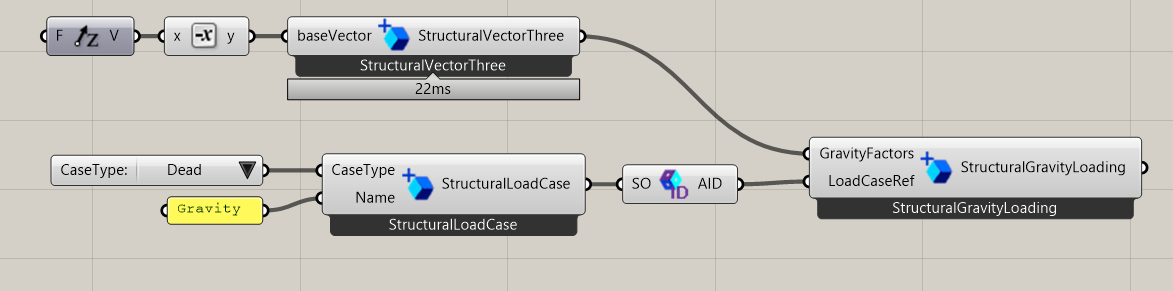 F Z V
x -x y
baseVector StructuralVectorThree
StructuralVectorThree
22ms
CaseType: Dead
Gravity
CaseType
Name
StructuralLoadCase
StructuralLoadCase
SO ID AID
GravityFactors
LoadCaseRef
StructuralGravityLoading
StructuralGravityLoading